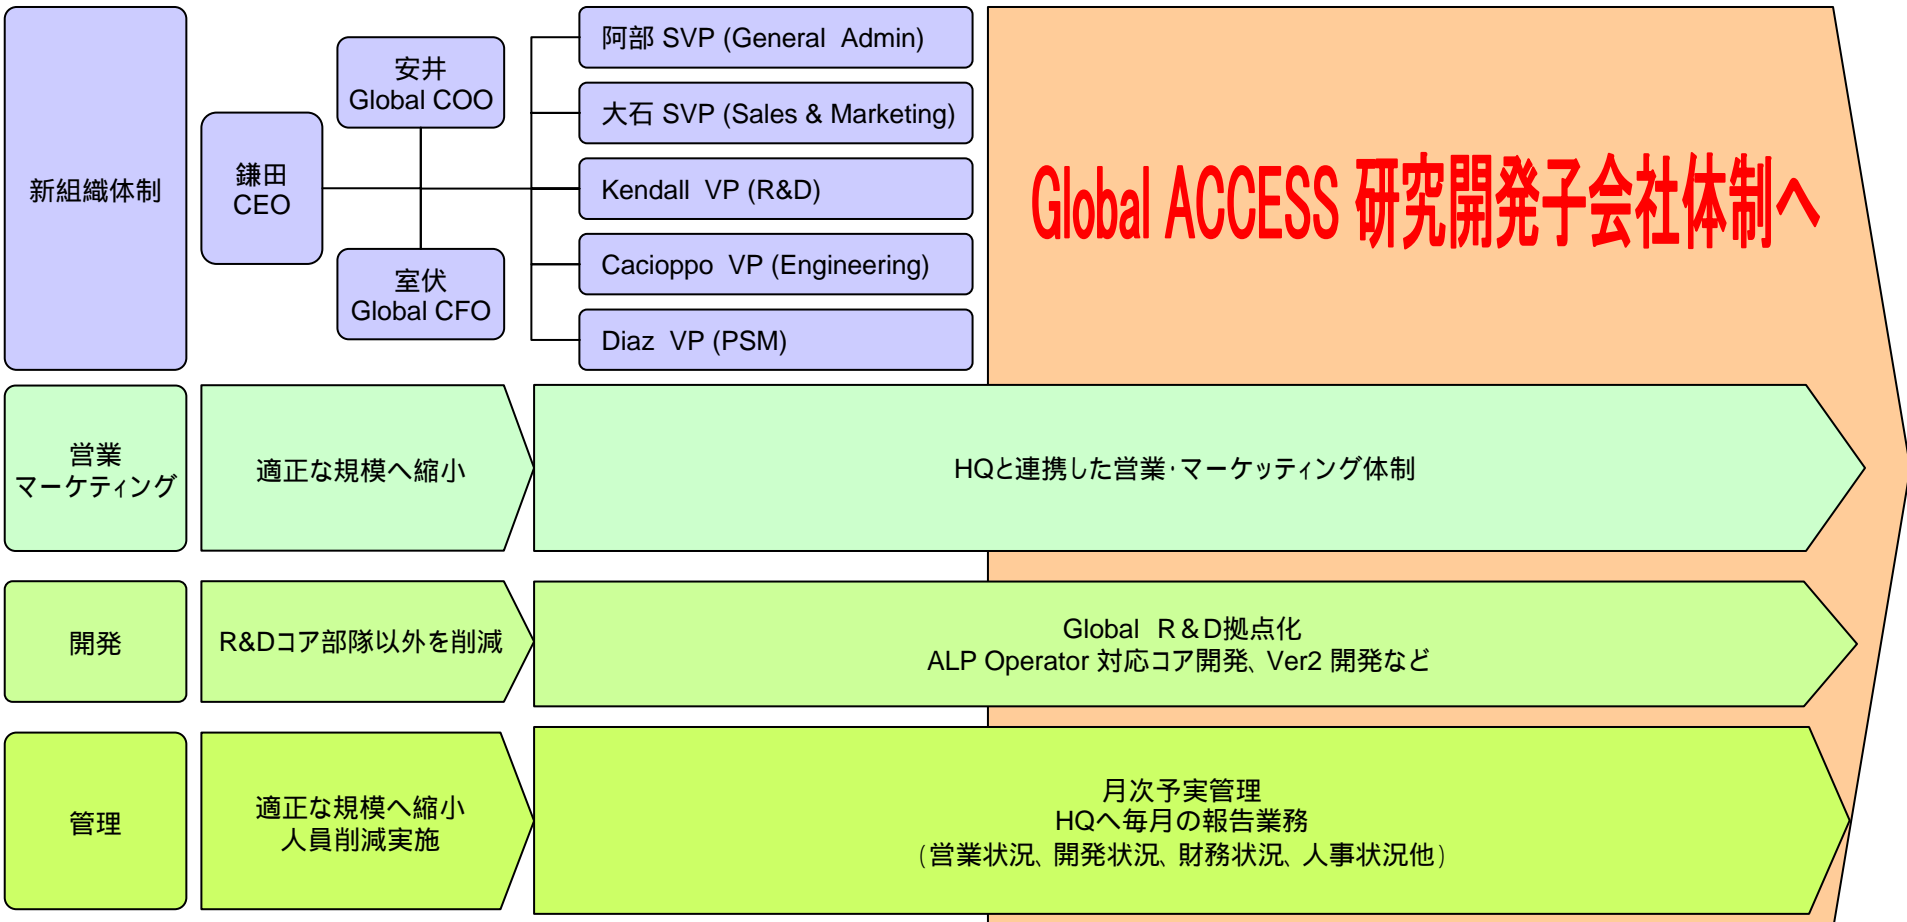 新組織体制
鎌田
CEO
安井
Global COO
室伏
Global CFO
阿部 SVP (General Admin)
大石 SVP (Sales & Marketing)
Kendall VP (R&D)
Cacioppo VP (Engineering)
Diaz VP (PSM)
Global ACCESS 研究開発子会社体制へ
営業
マーケティング
適正な規模へ縮小
HQと連携した営業・マーケッティング体制
開発
R&Dコア部隊以外を削減
Global R&D拠点化
ALP Operator 対応コア開発、Ver2 開発など
管理
適正な規模へ縮小
人員削減実施
月次予実管理
HQへ毎月の報告業務
(営業状況、開発状況、財務状況、人事状況他)